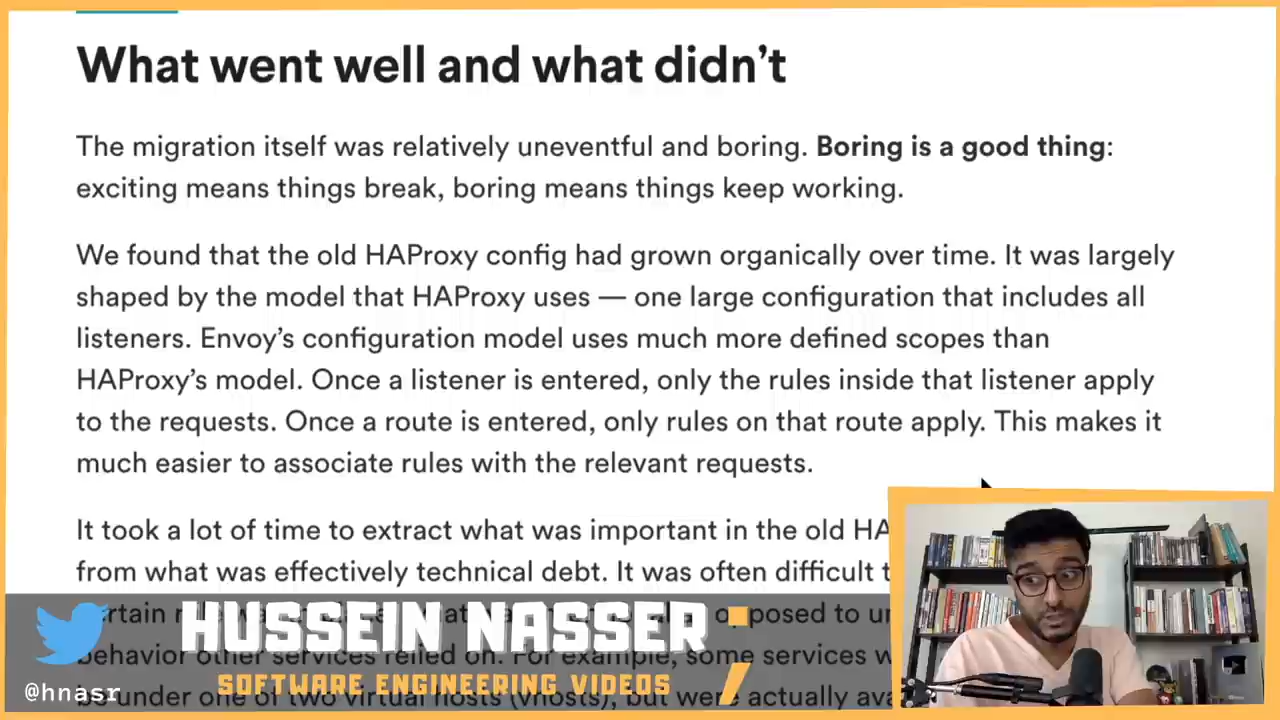 What went well and what didn't
The migration itself was relatively uneventful and boring. Boring is a good thing:
exciting means things break, boring means things keep working.
We found that the old HAProxy config had grown organically over time. It was largely
shaped by the model that HAProxy uses — one large configuration that includes all
listeners. Envoy's configuration model uses much more defined scopes than
HAProxy's model. Once a listener is entered, only the rules inside that listener apply
to the requests. Once a route is entered, only rules on that route apply. This makes it
much easier to associate rules with the relevant requests.
It took a lot of time to extract what was important in the old HA
from what was effectively technical debt. It was often difficult t
opposed to
behavior other services relied on. For example, some services
be under one of two virtual hosts (vhosts), but were actually
HUSSEIN NASSER
SOFTWARE ENGINEERING VIDEOS
@hnasr